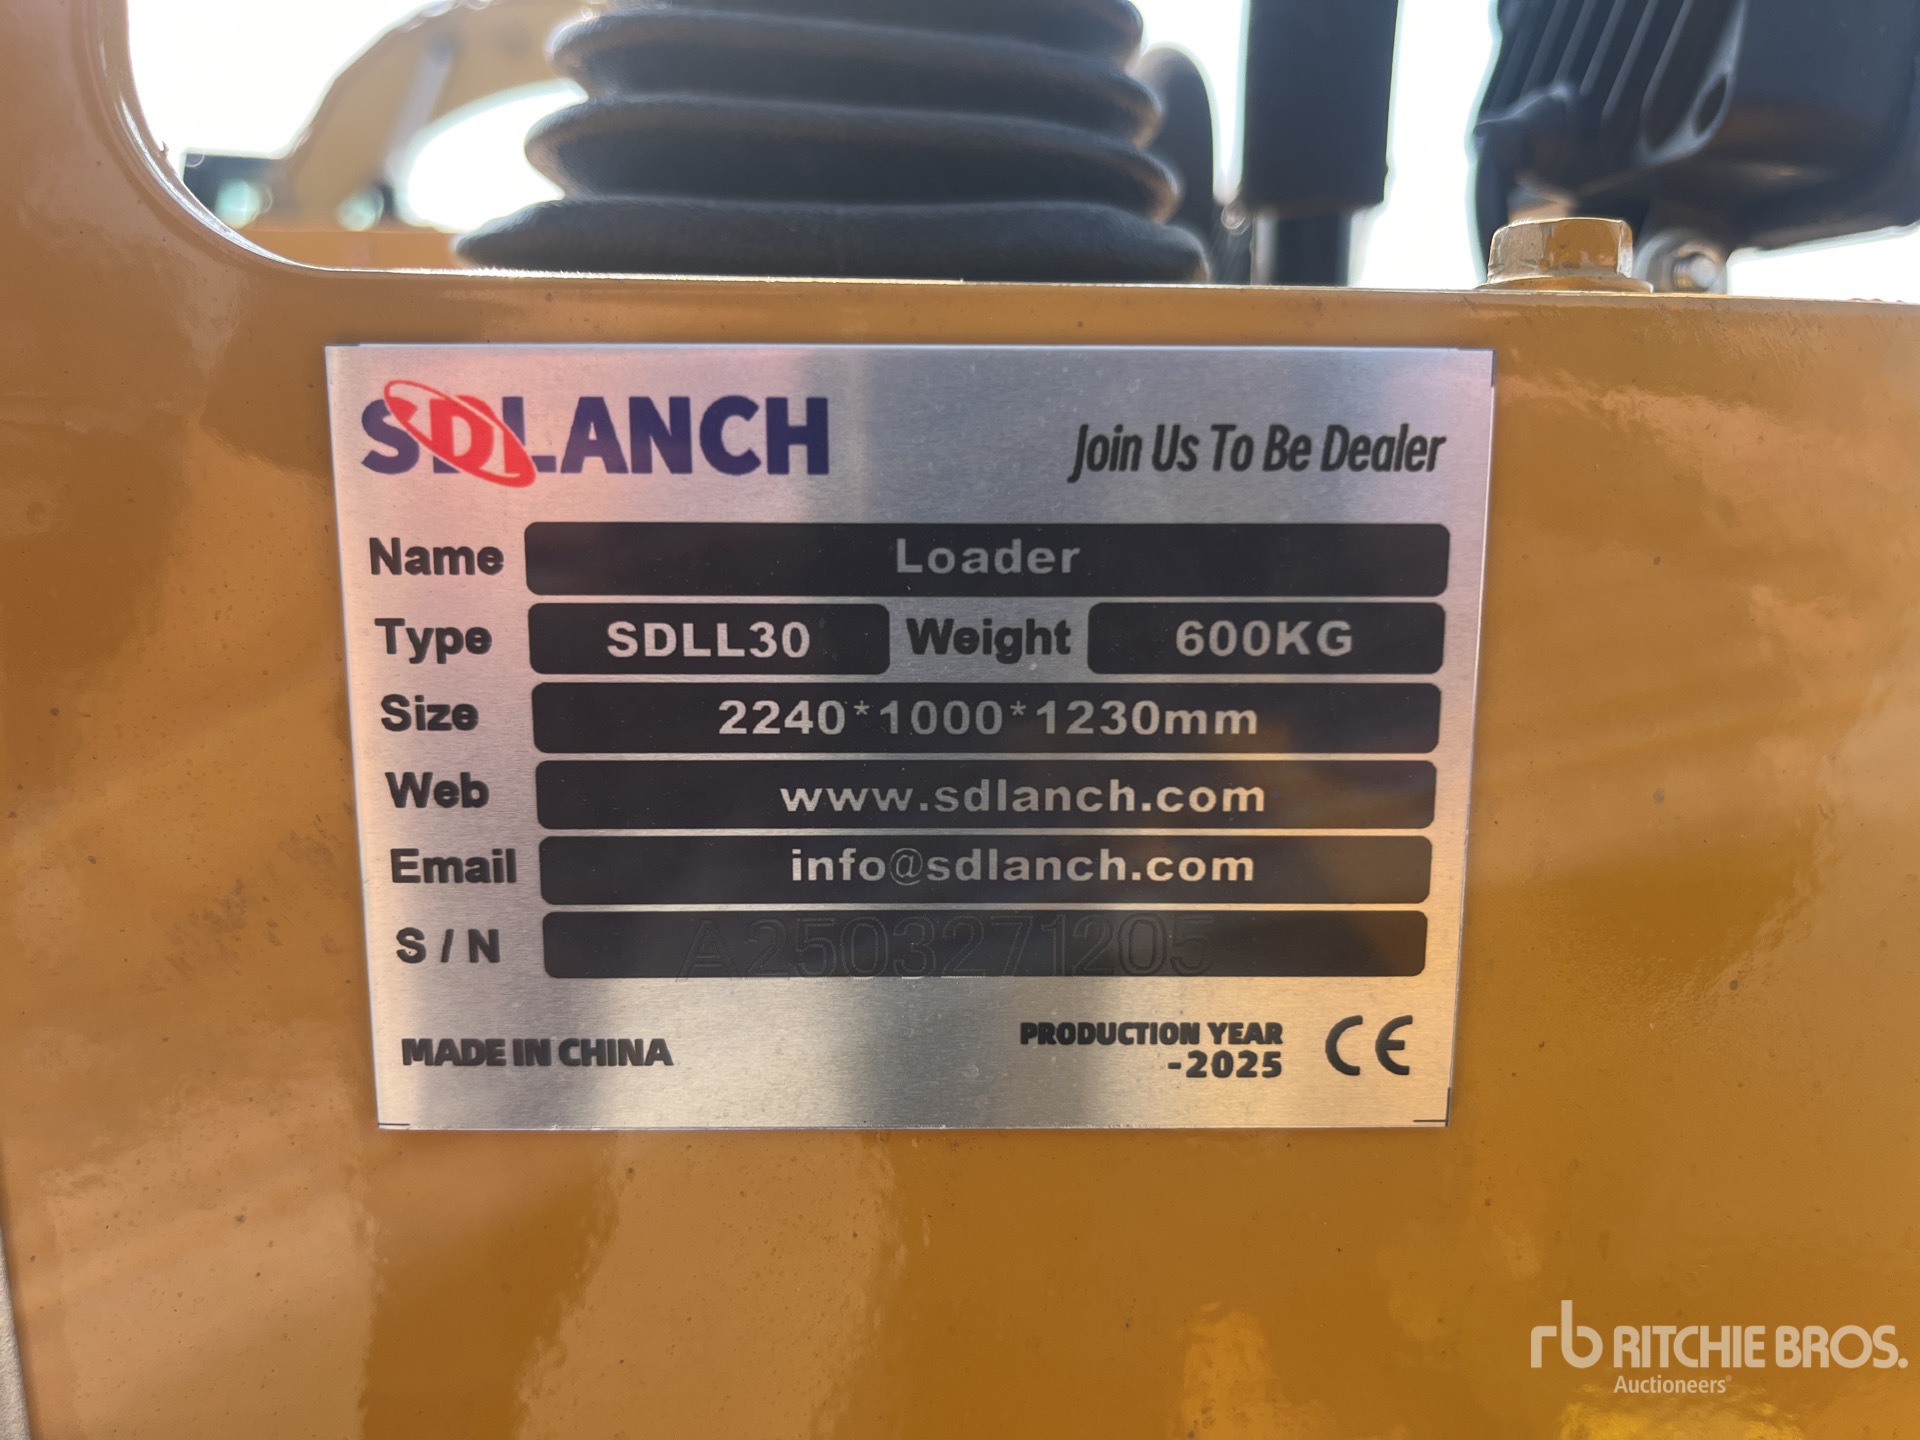 SDLANCH
Join Us To Be Dealer
Name Loader
Type SDLL30 Weight 600KG
Size 2240*1000*1230mm
Web www.sdlanch.com
Email info@sdlanch.com
S/N A2503271205
MADE IN CHINA
PRODUCTION YEAR
-2025
CE
rb RITCHIE BROS.
Auctioneers